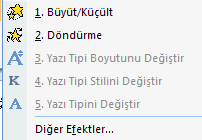 1. Büyüt/Küçült
2. Döndürme
3. Yazı Tipi Boyutunu Değiştir
4. Yazı Tipi Stilini Değiştir
5. Yazı Tipini Değiştir
Diğer Efektler...